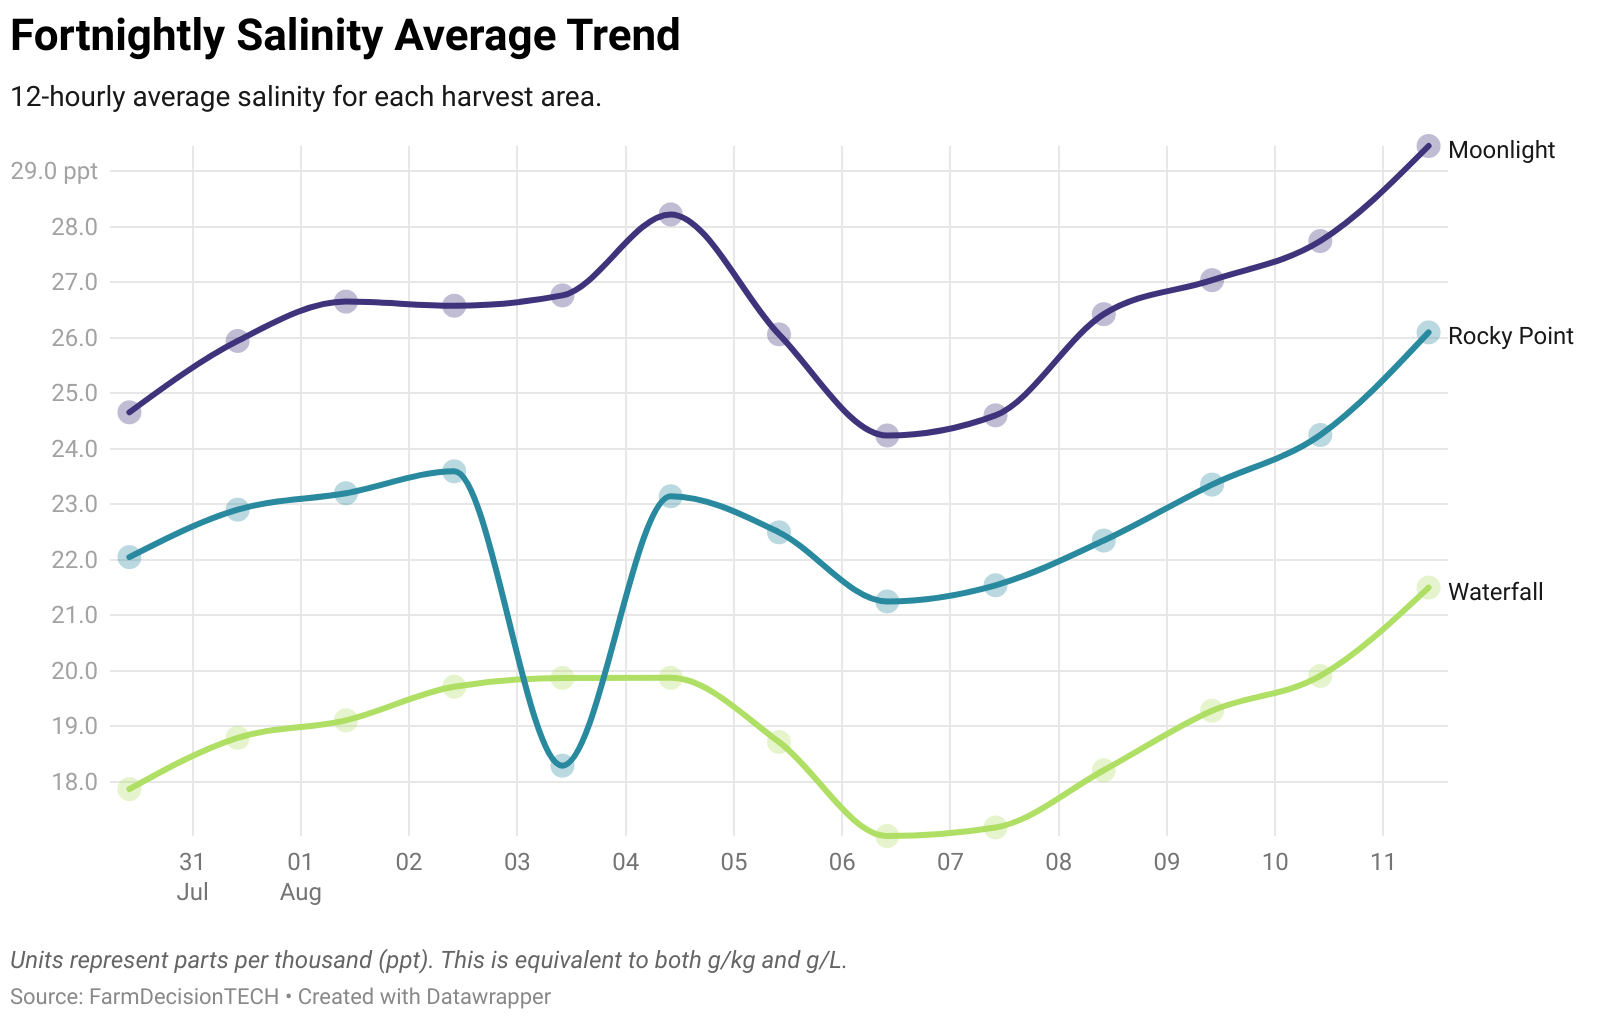 Fortnightly Salinity Average Trend
12-hourly average salinity for each harvest area.
29.0 ppt
28.0
27.0
26.0
25.0
24.0
23.0
22.0
21.0
20.0
19.0
18.0
Moonlight
Rocky Point
Waterfall
31 01 02 03 04 05 06 07 08 09 10 11
Jul Aug
Units represent parts per thousand (ppt). This is equivalent to both g/kg and g/L.
Source: FarmDecisionTECH • Created with Datawrapper